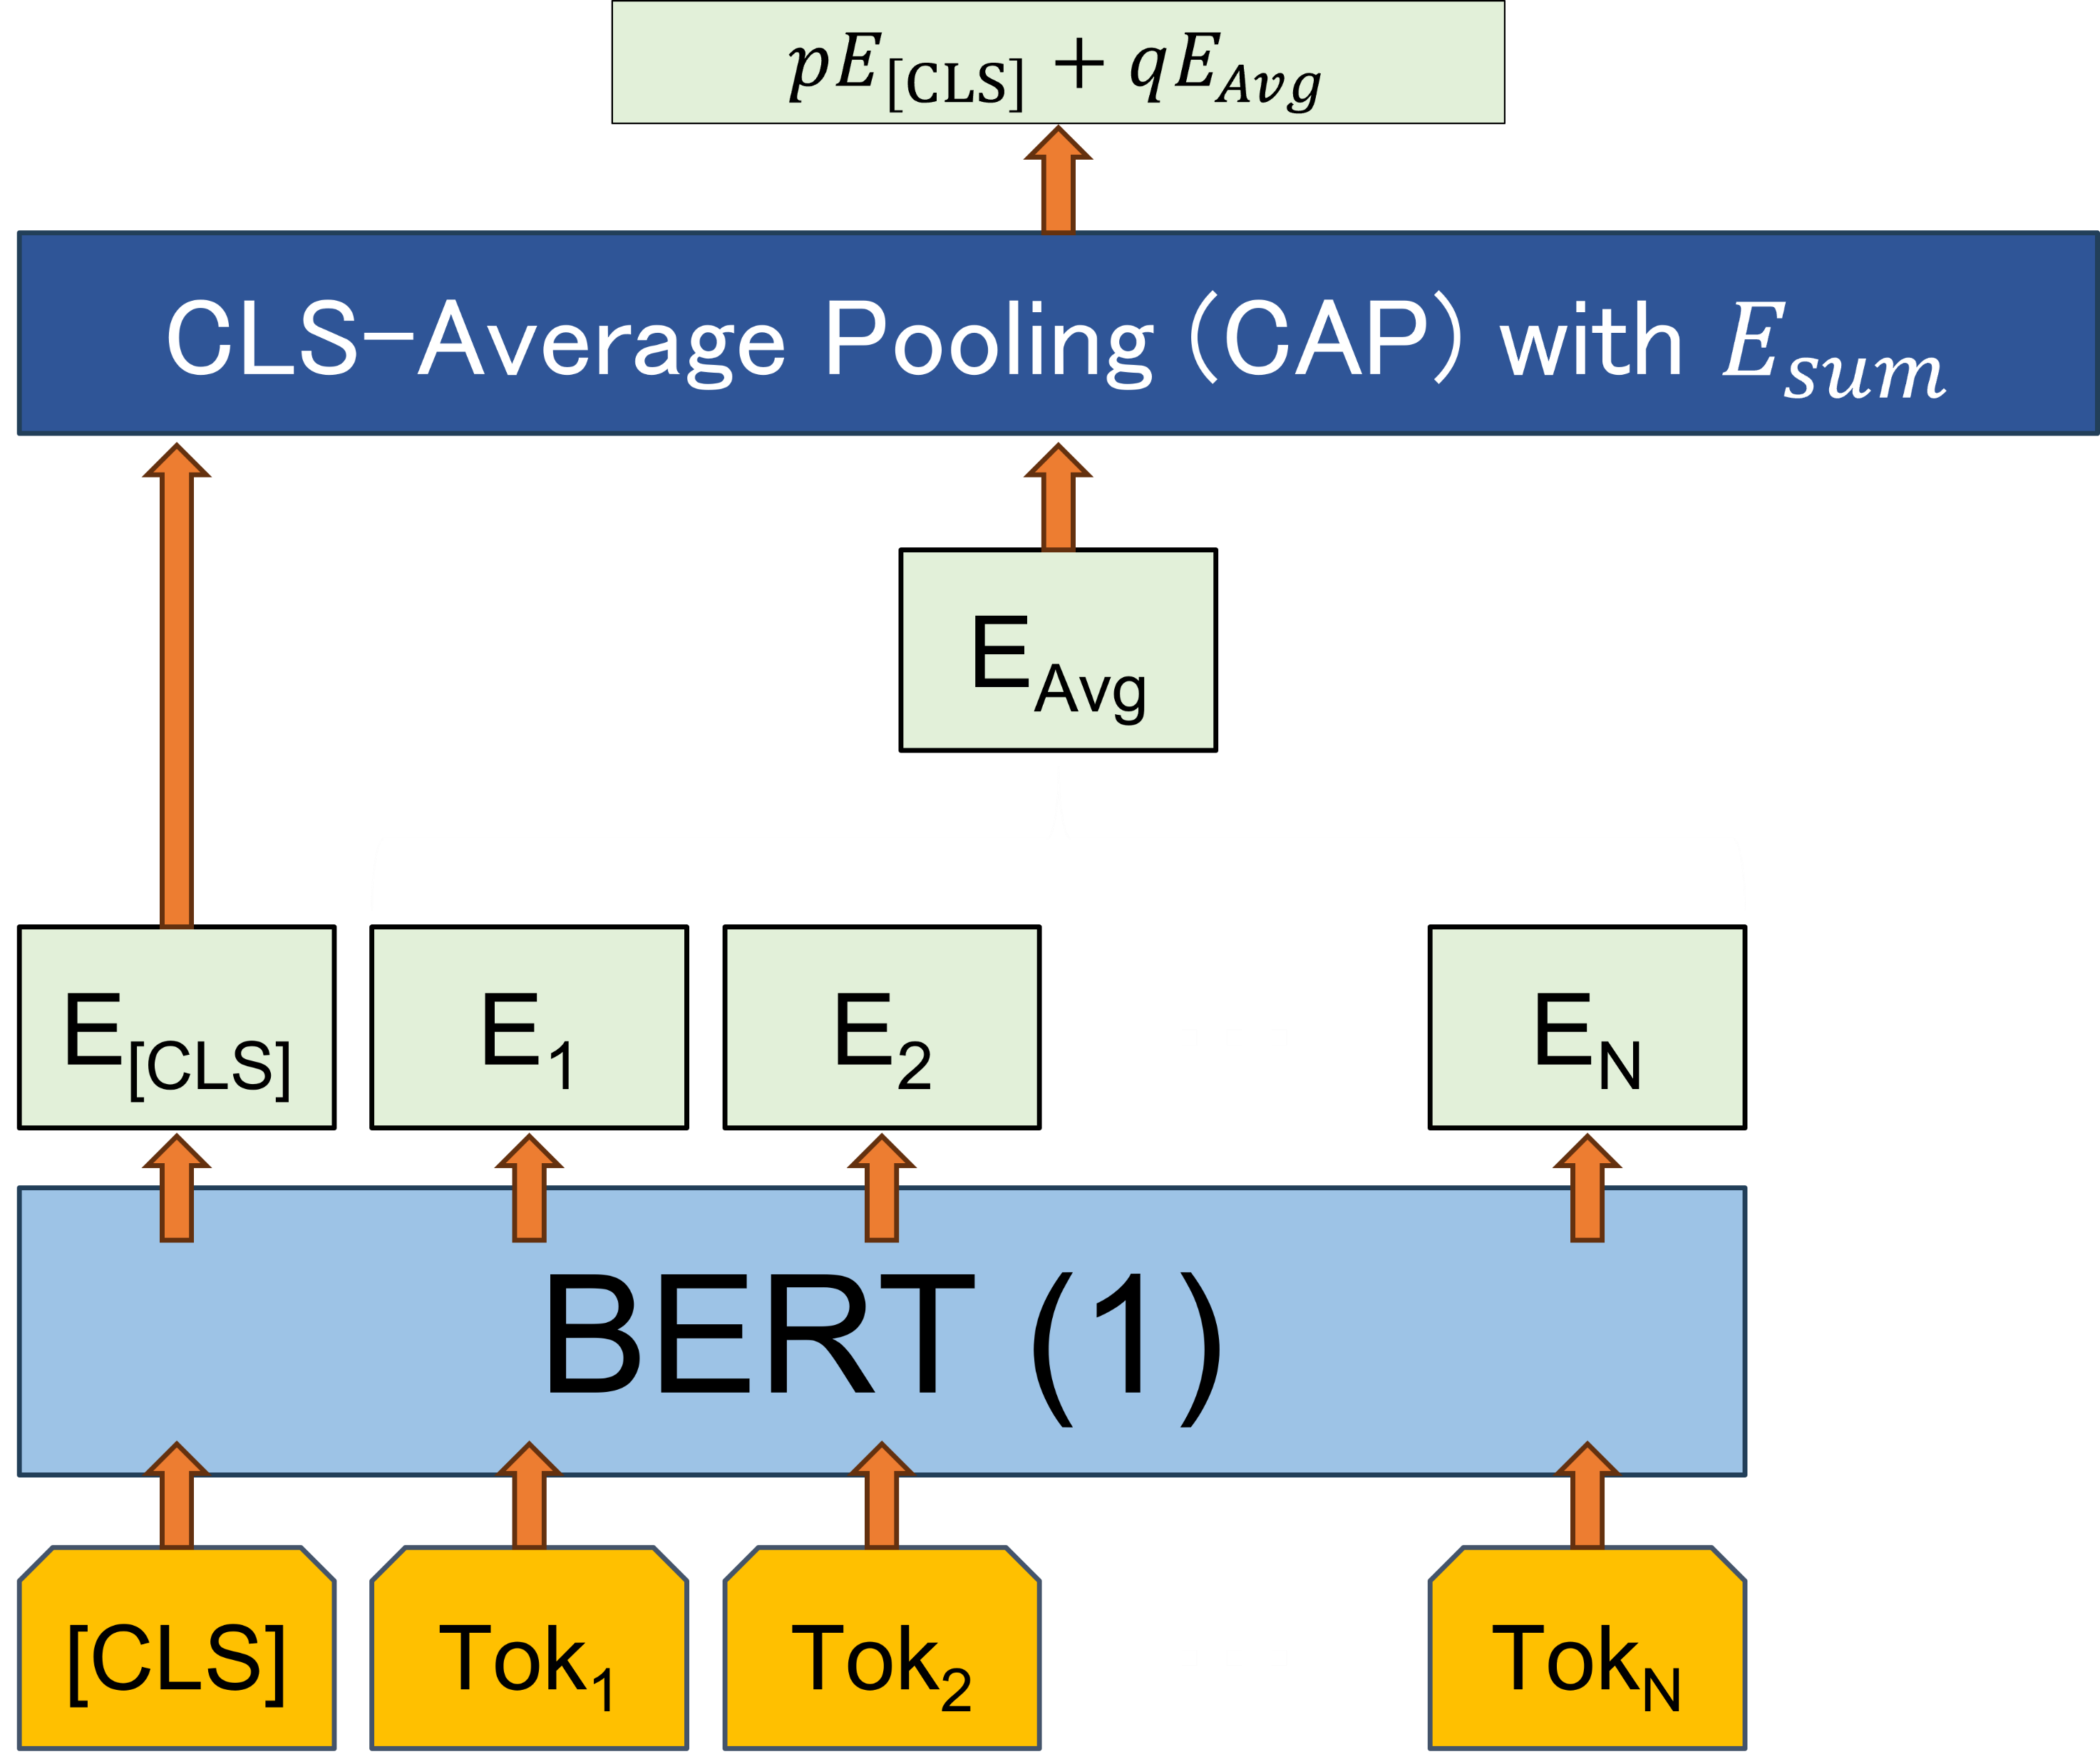 pE[CLS] + qEAvg
CLS-Average Pooling (CAP) with Esum
EAvg
E[CLS] E1 E2 EN
BERT (1)
[CLS] Tok1 Tok2 TokN